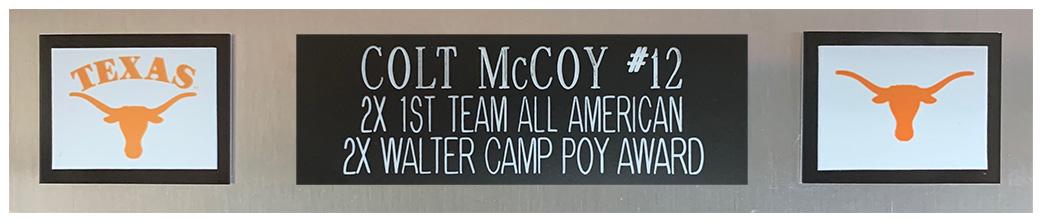 TEXAS
COLT McCOY #12
2X 1ST TEAM ALL AMERICAN
2X WALTER CAMP POY AWARD